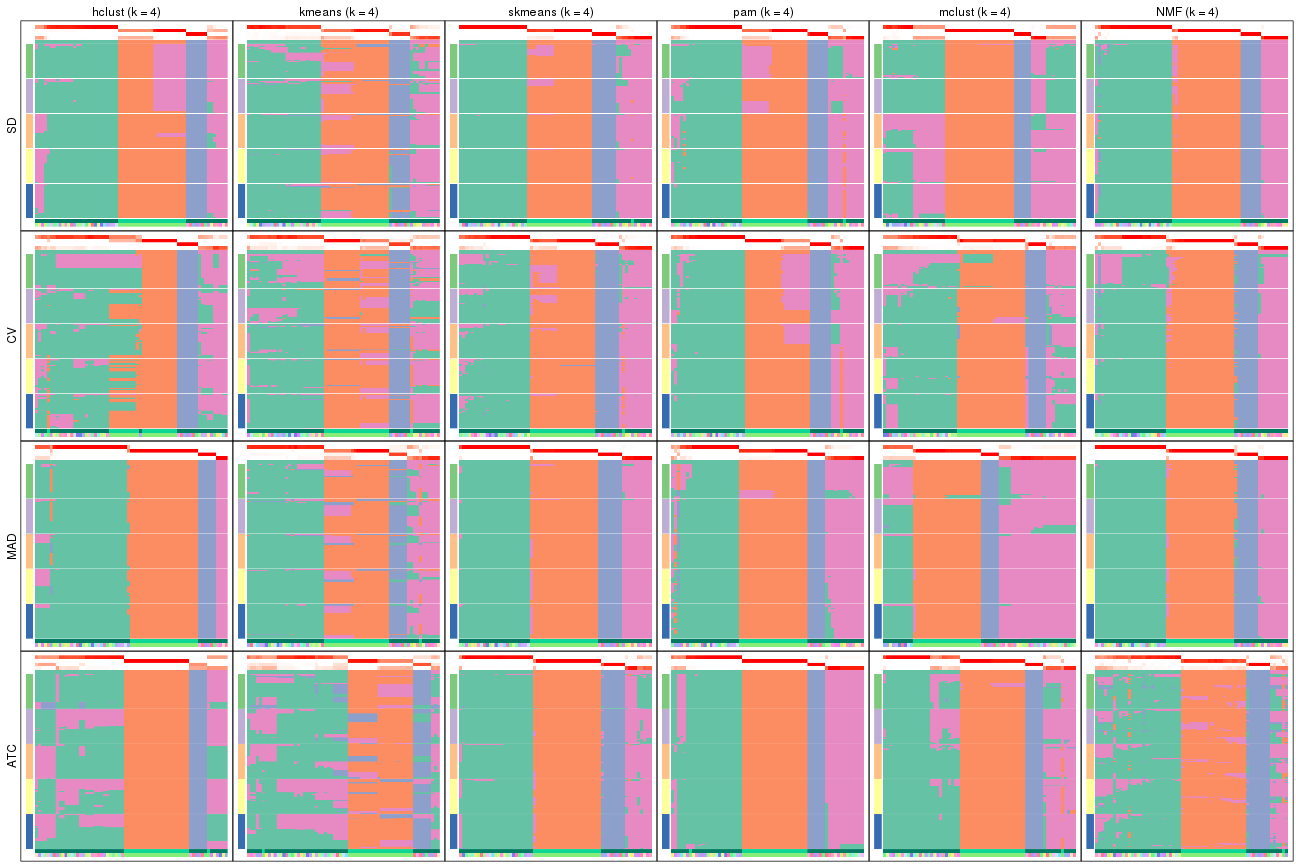 hclust (k = 4)
kmeans (k = 4)
skmeans (k = 4)
pam (k = 4)
mclust (k = 4)
NMF (k = 4)
SD
CV
MAD
ATC